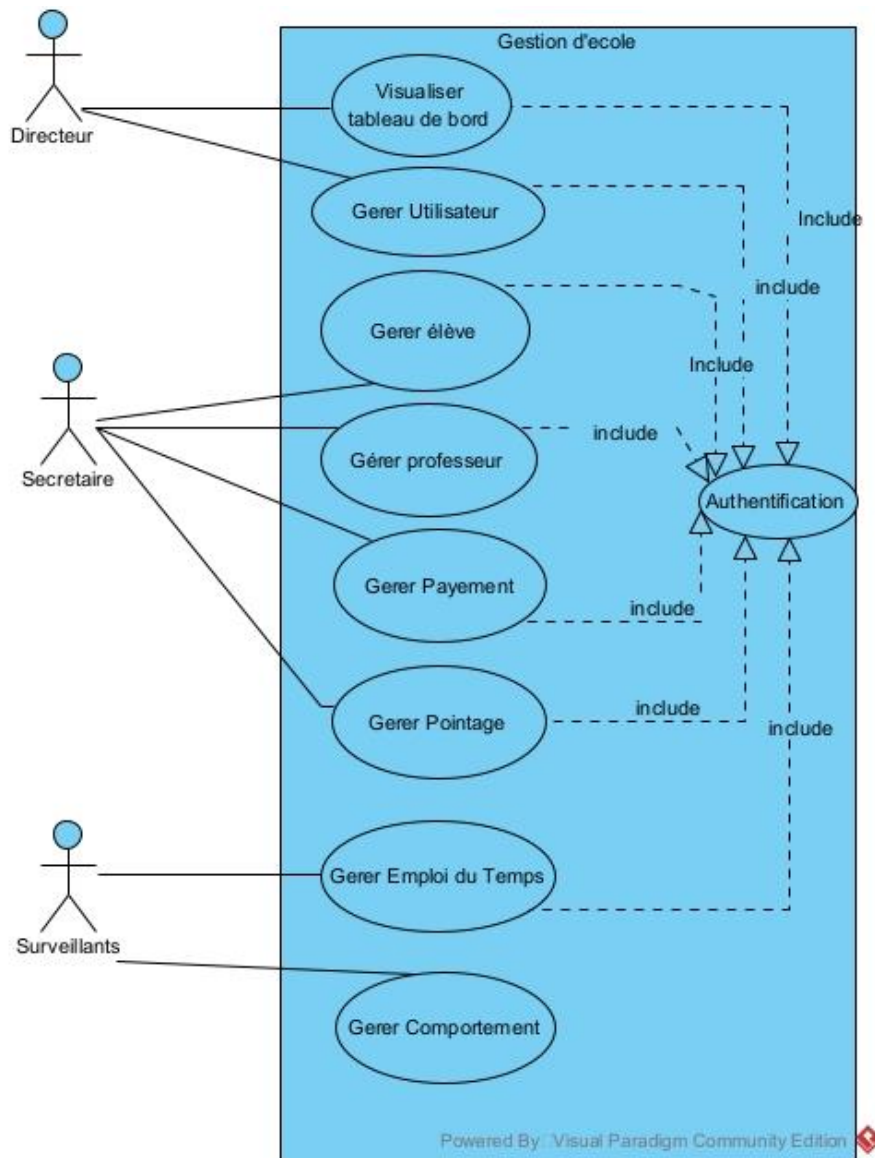 Gestion d'ecole
Visualiser
tableau de bord
Directeur
Gerer Utilisateur
Include
include
Gerer élève
Include
Secretaire
Gérer professeur
include
Authentification
Gerer Payement
include
Gerer Pointage
include
include
Gerer Emploi du Temps
Surveillants
Gerer Comportement
Powered By Visual Paradigm Community Edition